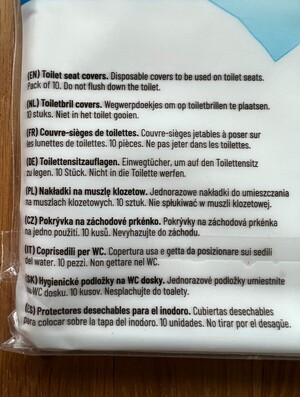 (EN) Toilet seat covers. Disposable covers to be used on toilet seats.
Pack of 10. Do not flush down the toilet.
(NL) Toiletbril covers. Wegwerpdoekjes om op toiletbrillen te plaatsen.
10 stuks. Niet in het toilet gooien.
(FR) Couvre-sièges de toilettes. Couvre-sièges jetables à poser sur
les lunettes de toilettes. 10 pièces. Ne pas jeter dans les toilettes.
(DE) Toilettensitzauflagen. Einwegtücher, um auf den Toilettensitz
zu legen. 10 Stück. Nicht in die Toilette werfen.
(PL) Nakładki na muszlę klozetow. Jednorazowe nakładki do umieszczania
na muszlach klozetowych. 10 sztuk. Nie spłukiwać w muszli klozetowej.
(CZ) Pokrývka na záchodové prkénko. Pokrývky na záchodová prkénka
na jedno použití. 10 kusů. Nevyhazujte do záchodu.
(IT) Coprisedili per WC. Copertura usa e getta da posizionare sui sedili
del water. 10 pezzi. Non gettare nel WC.
(SK) Hygienické podložky na WC dosky. Jednorazové podložky umiestnite
na WC dosku. 10 kusov. Nesplachujte do toalety.
(ES) Protectores desechables para el inodoro. Cubiertas desechables
para colocar sobre la tapa del inodoro. 10 unidades. No tirar por el desagüe.